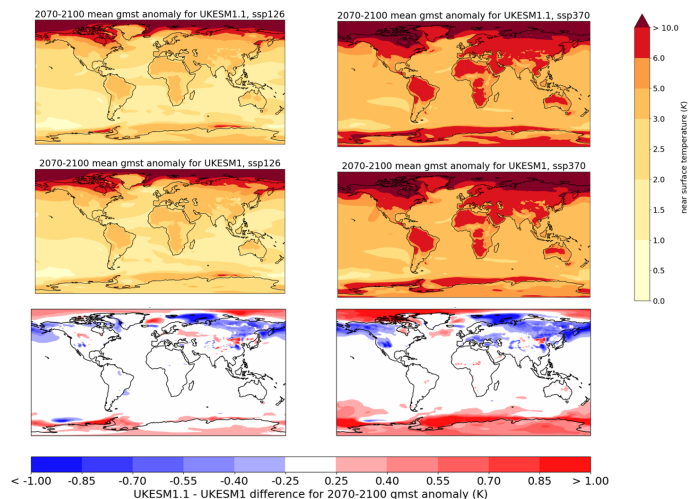 2070-2100 mean gmst anomaly for UKESM1.1, ssp126
2070-2100 mean gmst anomaly for UKESM1.1, ssp370
> 10.0
6.0
5.0
3.0
2.5
2.0
1.0
0.5
0.0
near surface temperature (K)
2070-2100 mean gmst anomaly for UKESM1, ssp126
2070-2100 mean gmst anomaly for UKESM1, ssp370
< -1.00 -0.85 -0.70 -0.55 -0.40 -0.25 0.25 0.40 0.55 0.70 0.85 > 1.00
UKESM1.1 - UKESM1 difference for 2070-2100 gmst anomaly (K)